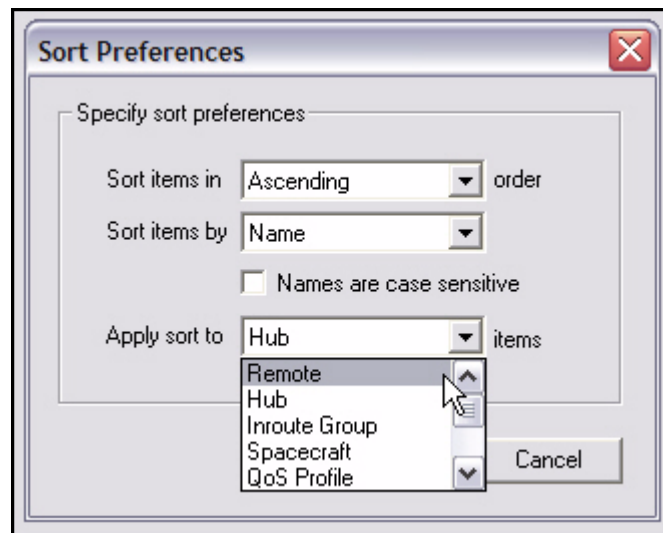 Sort Preferences
Specify sort preferences
Sort items in Ascending order
Sort items by Name
Names are case sensitive
Apply sort to Hub items
Remote
Hub
Inroute Group
Spacecraft
QoS Profile
Cancel